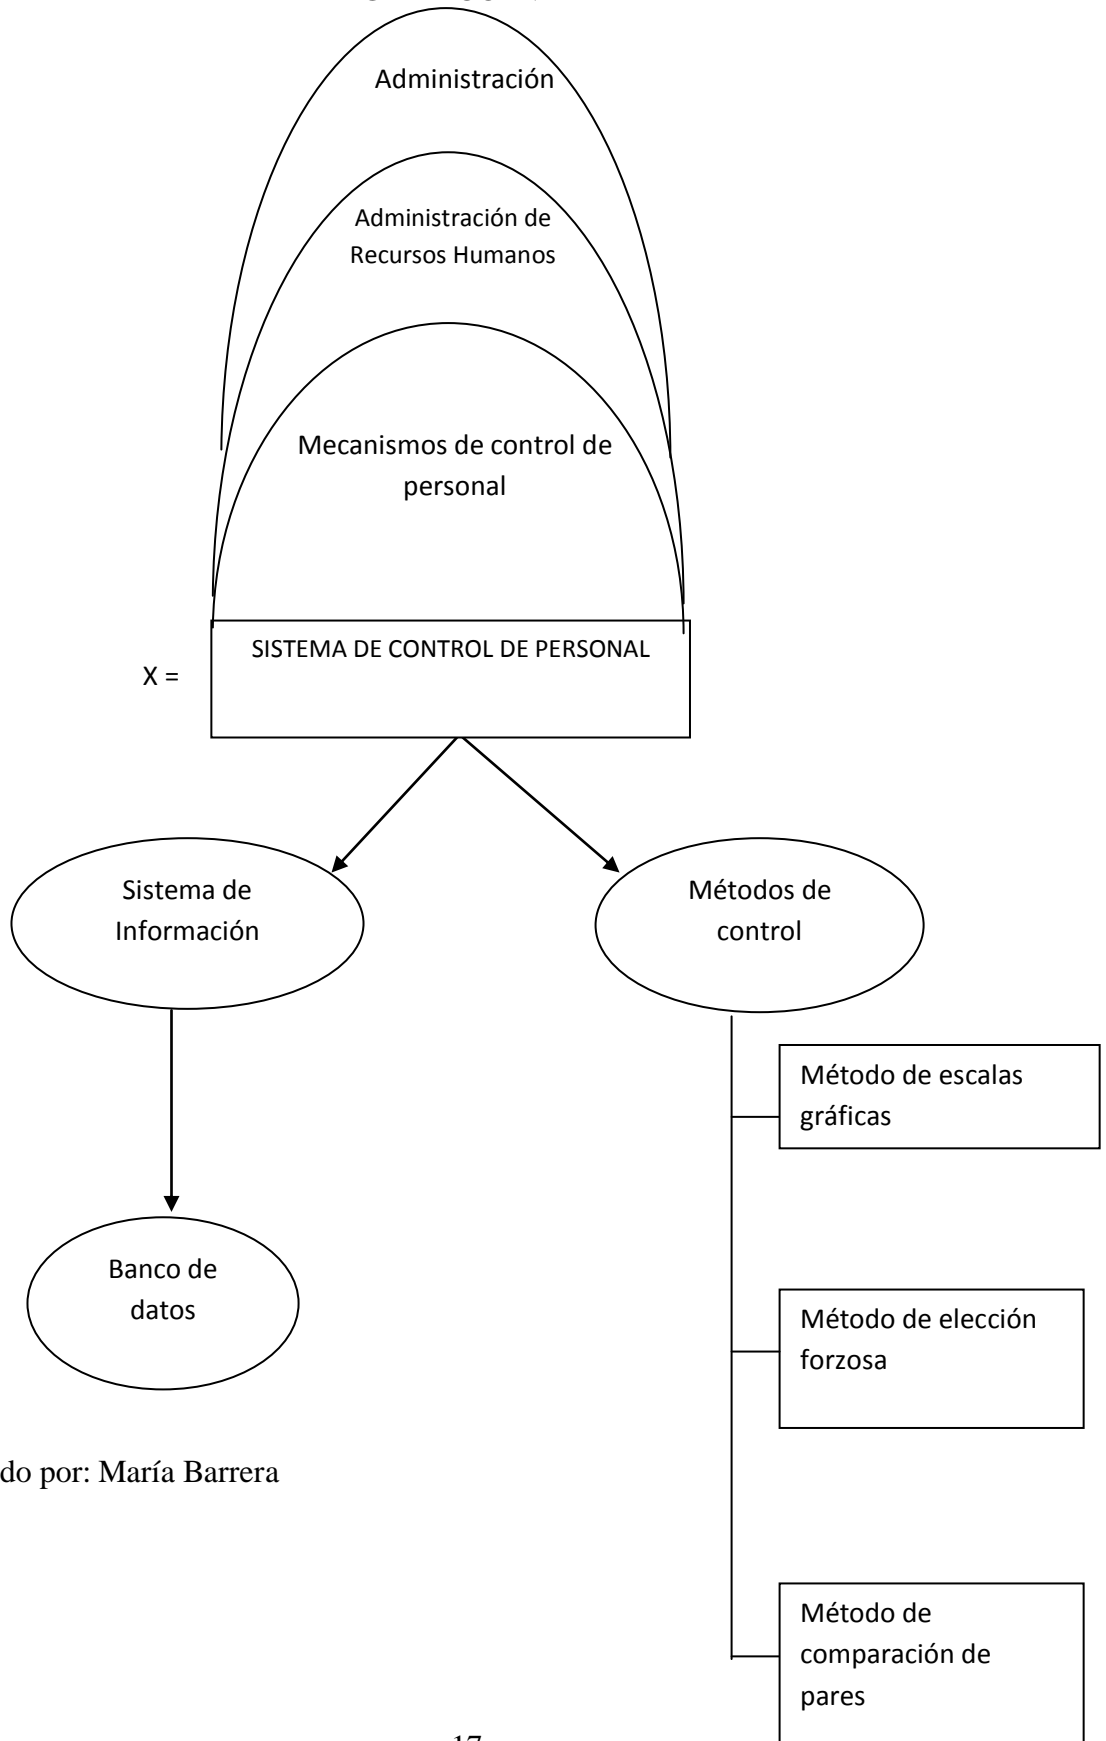 Administración
Administración de
Recursos Humanos
Mecanismos de control de
personal
SISTEMA DE CONTROL DE PERSONAL
X =
Sistema de
Información
Métodos de
control
Método de escalas
gráficas
Banco de
datos
Método de elección
forzosa
do por: María Barrera
Método de
comparación de
pares
17